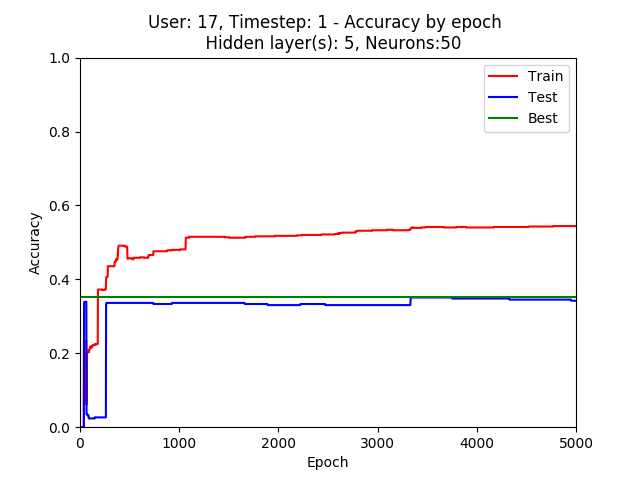 User: 17, Timestep: 1 - Accuracy by epoch
Hidden layer(s): 5, Neurons:50
1.0
0.8
0.6
0.4
0.2
0.0
Accuracy
Train
Test
Best
0 1000 2000 3000 4000 5000
Epoch